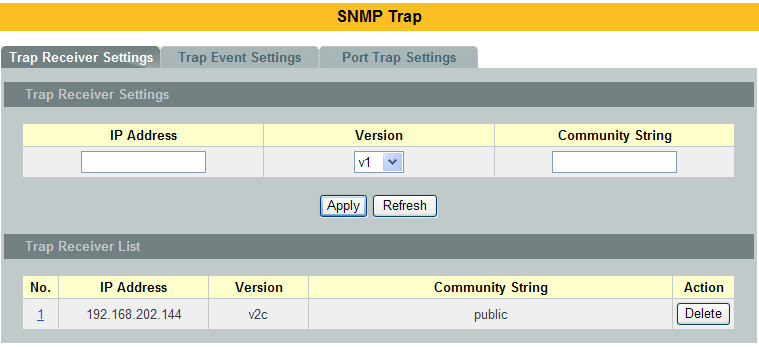 SNMP Trap
Trap Receiver Settings Trap Event Settings Port Trap Settings
Trap Receiver Settings
IP Address Version Community String
v1
Apply Refresh
Trap Receiver List
No. IP Address Version Community String Action
1 192.168.202.144 v2c public Delete